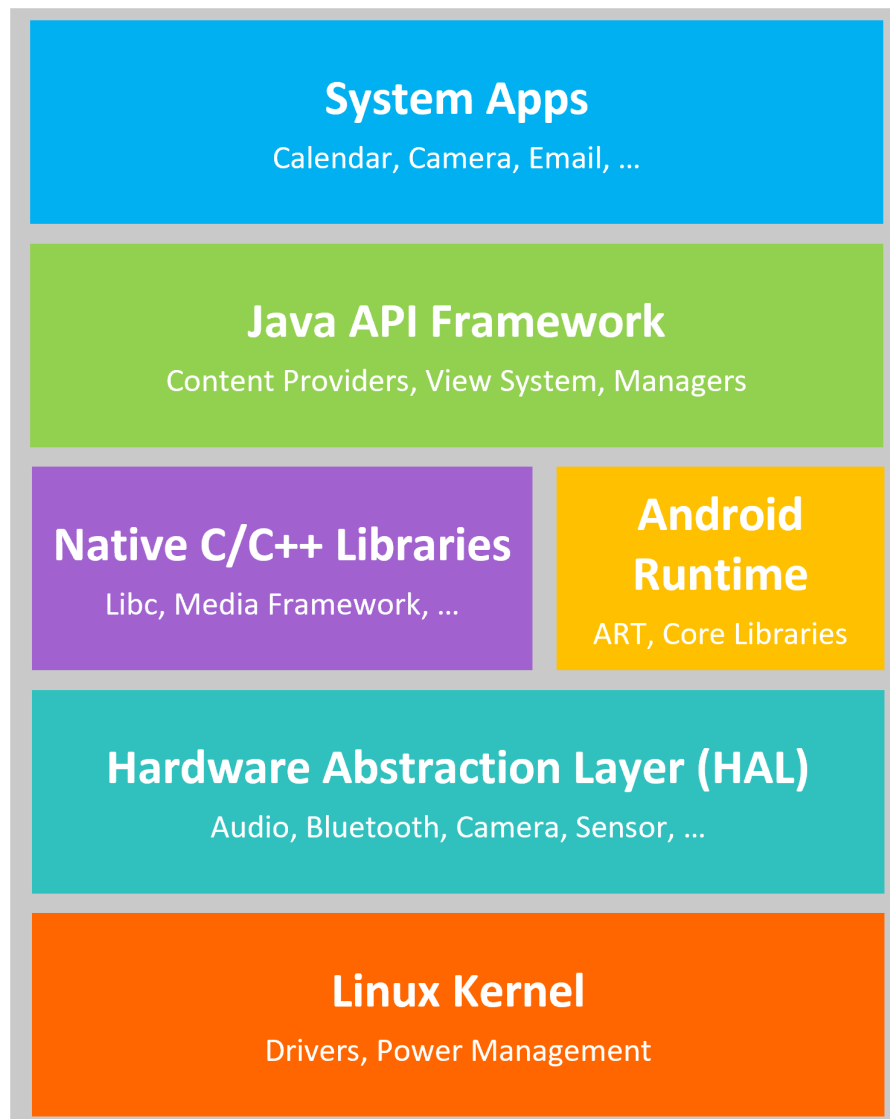 System Apps
Calendar, Camera, Email, …
Java API Framework
Content Providers, View System, Managers
Native C/C++ Libraries
Libc, Media Framework, …
Android
Runtime
ART, Core Libraries
Hardware Abstraction Layer (HAL)
Audio, Bluetooth, Camera, Sensor, …
Linux Kernel
Drivers, Power Management